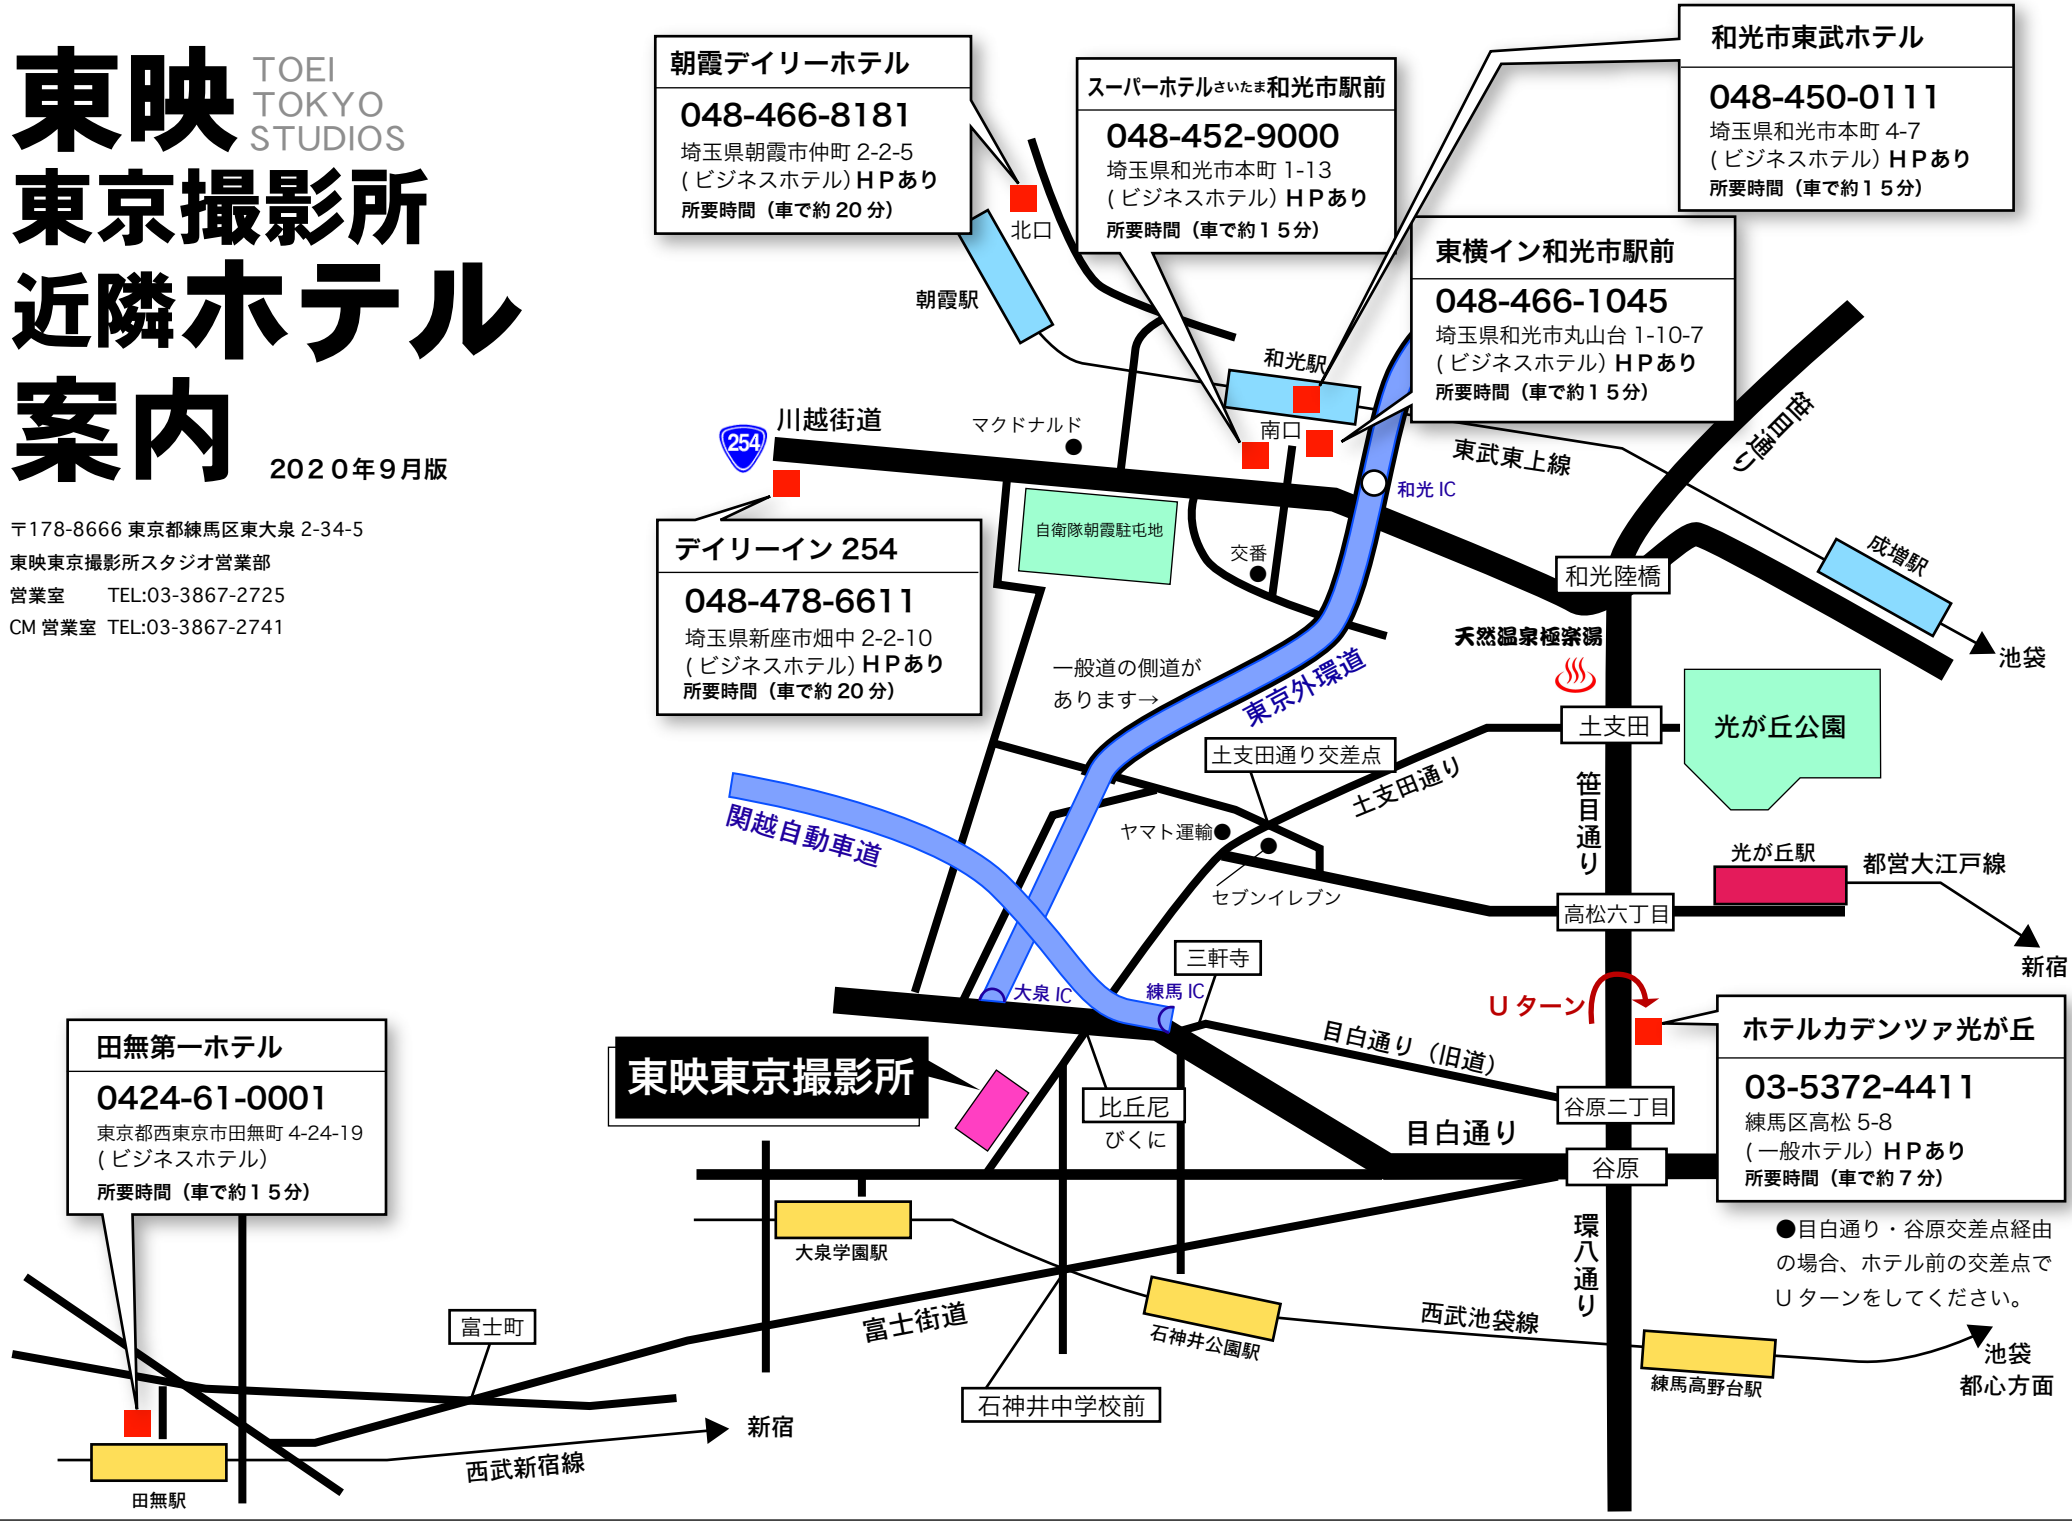 東映
TOEI
TOKYO
STUDIOS
東京撮影所
近隣ホテル
案内
2020年9月版
〒178-8666 東京都練馬区東大泉 2-34-5
東映東京撮影所スタジオ営業部
営業室 TEL:03-3867-2725
CM 営業室 TEL:03-3867-2741
朝霞デイリーホテル
048-466-8181
埼玉県朝霞市仲町 2-2-5
( ビジネスホテル) ＨＰあり
所要時間（車で約 20 分）
スーパーホテルさいたま和光市駅前
048-452-9000
埼玉県和光市本町 1-13
( ビジネスホテル) ＨＰあり
所要時間（車で約１５分）
和光市東武ホテル
048-450-0111
埼玉県和光市本町 4-7
( ビジネスホテル) ＨＰあり
所要時間（車で約１５分）
東横イン和光市駅前
048-466-1045
埼玉県和光市丸山台 1-10-7
( ビジネスホテル) ＨＰあり
所要時間（車で約１５分）
北口
朝霞駅
和光駅
南口
254
川越街道
マクドナルド
東武東上線
笹目通り
和光 IC
自衛隊朝霞駐屯地
交番
和光陸橋
成増駅
池袋
デイリーイン 254
048-478-6611
埼玉県新座市畑中 2-2-10
( ビジネスホテル) ＨＰあり
所要時間（車で約 20 分）
天然温泉極楽湯
一般道の側道が
あります→
東京外環道
土支田
光が丘公園
土支田通り交差点
土支田通り
笹目通り
関越自動車道
ヤマト運輸
セブンイレブン
光が丘駅
都営大江戸線
高松六丁目
新宿
三軒寺
大泉 IC
練馬 IC
U ターン
目白通り（旧道）
ホテルカデンツァ光が丘
03-5372-4411
練馬区高松 5-8
( 一般ホテル) ＨＰあり
所要時間（車で約 7 分）
東映東京撮影所
比丘尼
びくに
谷原二丁目
目白通り
谷原
●目白通り・谷原交差点経由
の場合、ホテル前の交差点で
U ターンをしてください。
田無第一ホテル
0424-61-0001
東京都西東京市田無町 4-24-19
( ビジネスホテル)
所要時間（車で約１５分）
大泉学園駅
環八通り
富士町
富士街道
石神井公園駅
西武池袋線
練馬高野台駅
池袋
都心方面
石神井中学校前
新宿
西武新宿線
田無駅